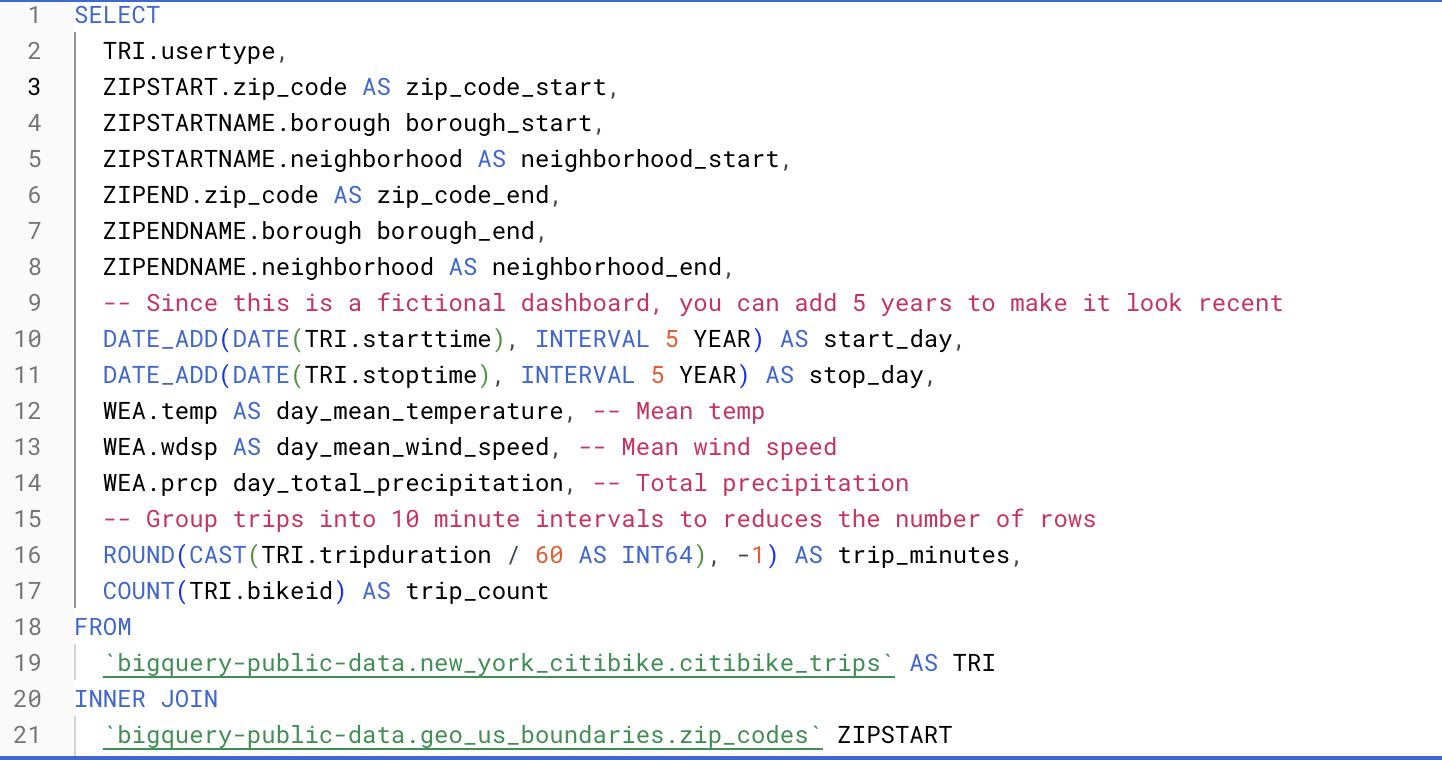 1 SELECT
2 TRI.usertype,
3 ZIPSTART.zip_code AS zip_code_start,
4 ZIPSTARTNAME.borough borough_start,
5 ZIPSTARTNAME.neighborhood AS neighborhood_start,
6 ZIPEND.zip_code AS zip_code_end,
7 ZIPENDNAME.borough borough_end,
8 ZIPENDNAME.neighborhood AS neighborhood_end,
9 -- Since this is a fictional dashboard, you can add 5 years to make it look recent
10 DATE_ADD(DATE(TRI.starttime), INTERVAL 5 YEAR) AS start_day,
11 DATE_ADD(DATE(TRI.stoptime), INTERVAL 5 YEAR) AS stop_day,
12 WEA.temp AS day_mean_temperature, -- Mean temp
13 WEA.wdsp AS day_mean_wind_speed, -- Mean wind speed
14 WEA.prcp day_total_precipitation, -- Total precipitation
15 -- Group trips into 10 minute intervals to reduces the number of rows
16 ROUND(CAST(TRI.tripduration / 60 AS INT64), -1) AS trip_minutes,
17 COUNT(TRI.bikeid) AS trip_count
18 FROM
19 `bigquery-public-data.new_york_citibike.citibike_trips` AS TRI
20 INNER JOIN
21 `bigquery-public-data.geo_us_boundaries.zip_codes` ZIPSTART